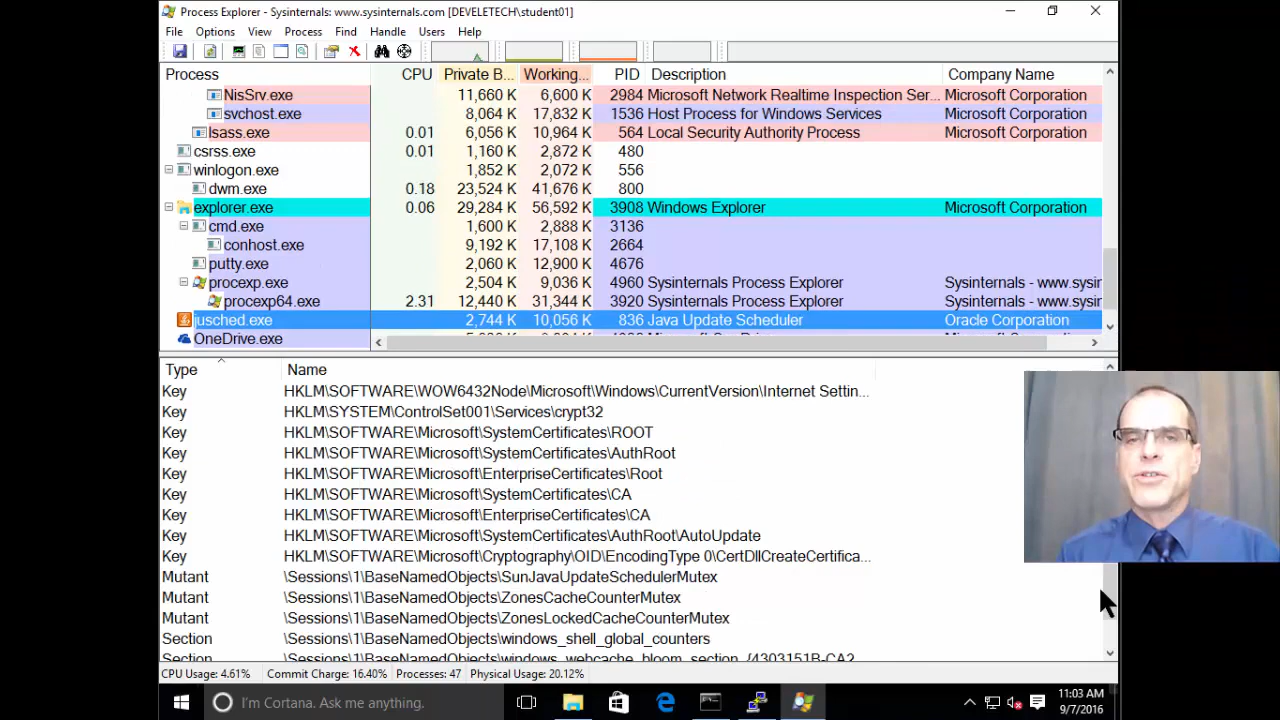 Process Explorer - Sysinternals: www.sysinternals.com [DEVELETECH\student01]
File Options View Process Find Handle Users Help
Process CPU Private B... Working... PID Description Company Name
NisSrv.exe 11,660 K 6,600 K 2984 Microsoft Network Realtime Inspection Ser... Microsoft Corporation
svchost.exe 8,064 K 17,832 K 1536 Host Process for Windows Services Microsoft Corporation
lsass.exe 0.01 6,056 K 10,964 K 564 Local Security Authority Process Microsoft Corporation
csrss.exe 0.01 1,160 K 2,872 K 480
winlogon.exe 1,852 K 2,072 K 556
dwm.exe 0.18 23,524 K 41,676 K 800
explorer.exe 0.06 29,284 K 56,592 K 3908 Windows Explorer Microsoft Corporation
cmd.exe 1,600 K 2,888 K 3136
conhost.exe 9,192 K 17,108 K 2664
putty.exe 2,060 K 12,900 K 4676
procexp.exe 2,504 K 9,036 K 4960 Sysinternals Process Explorer Sysinternals - www.sysir
procexp64.exe 2.31 12,440 K 31,344 K 3920 Sysinternals Process Explorer Sysinternals - www.sysir
jusched.exe 2,744 K 10,056 K 836 Java Update Scheduler Oracle Corporation
OneDrive.exe
Type Name
Key HKLM\SOFTWARE\WOW6432Node\Microsoft\Windows\CurrentVersion\Internet Settin...
Key HKLM\SYSTEM\ControlSet001\Services\crypt32
Key HKLM\SOFTWARE\Microsoft\SystemCertificates\ROOT
Key HKLM\SOFTWARE\Microsoft\SystemCertificates\AuthRoot
Key HKLM\SOFTWARE\Microsoft\EnterpriseCertificates\Root
Key HKLM\SOFTWARE\Microsoft\SystemCertificates\CA
Key HKLM\SOFTWARE\Microsoft\EnterpriseCertificates\CA
Key HKLM\SOFTWARE\Microsoft\SystemCertificates\AuthRoot\AutoUpdate
Key HKLM\SOFTWARE\Microsoft\Cryptography\OID\EncodingType 0\CertDllCreateCertifica...
Mutant \Sessions\1\BaseNamedObjects\SunJavaUpdateSchedulerMutex
Mutant \Sessions\1\BaseNamedObjects\ZonesCacheCounterMutex
Mutant \Sessions\1\BaseNamedObjects\ZonesLockedCacheCounterMutex
Section \Sessions\1\BaseNamedObjects\windows_shell_global_counters
Section \Sessions\1\BaseNamedObjects\windows_webcache_bloom_section_{4303151B-CA2
CPU Usage: 4.61% Commit Charge: 16.40% Processes: 47 Physical Usage: 20.12%
I'm Cortana. Ask me anything.
11:03 AM
9/7/2016